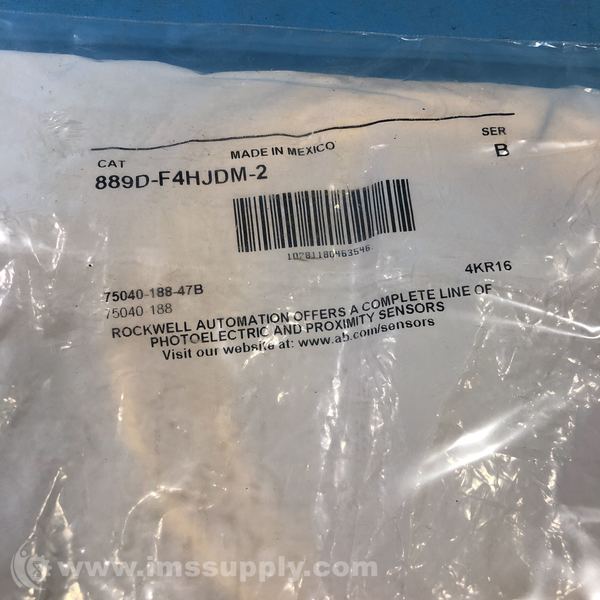 CAT MADE IN MEXICO SER
889D-F4HJDM-2 B
10281180463546
75040-188-47B 4KR16
75040 188
ROCKWELL AUTOMATION OFFERS A COMPLETE LINE OF
PHOTOELECTRIC AND PROXIMITY SENSORS
Visit our website at: www.ab.com/sensors
© www.imssupply.com